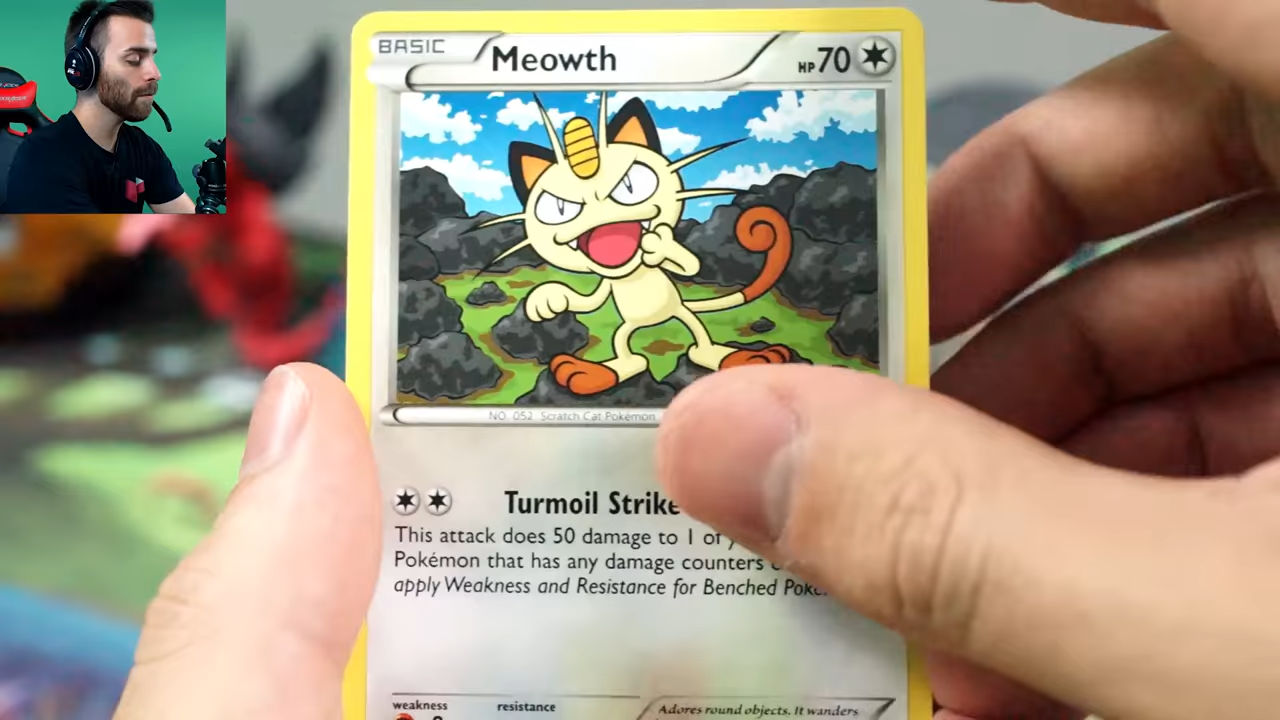 BASIC Meowth HP70
NO. 052 Scratch Cat Pokémon
Turmoil Strike
This attack does 50 damage to 1 of
Pokémon that has any damage counters
apply Weakness and Resistance for Benched
weakness resistance
Adores round objects. It wanders